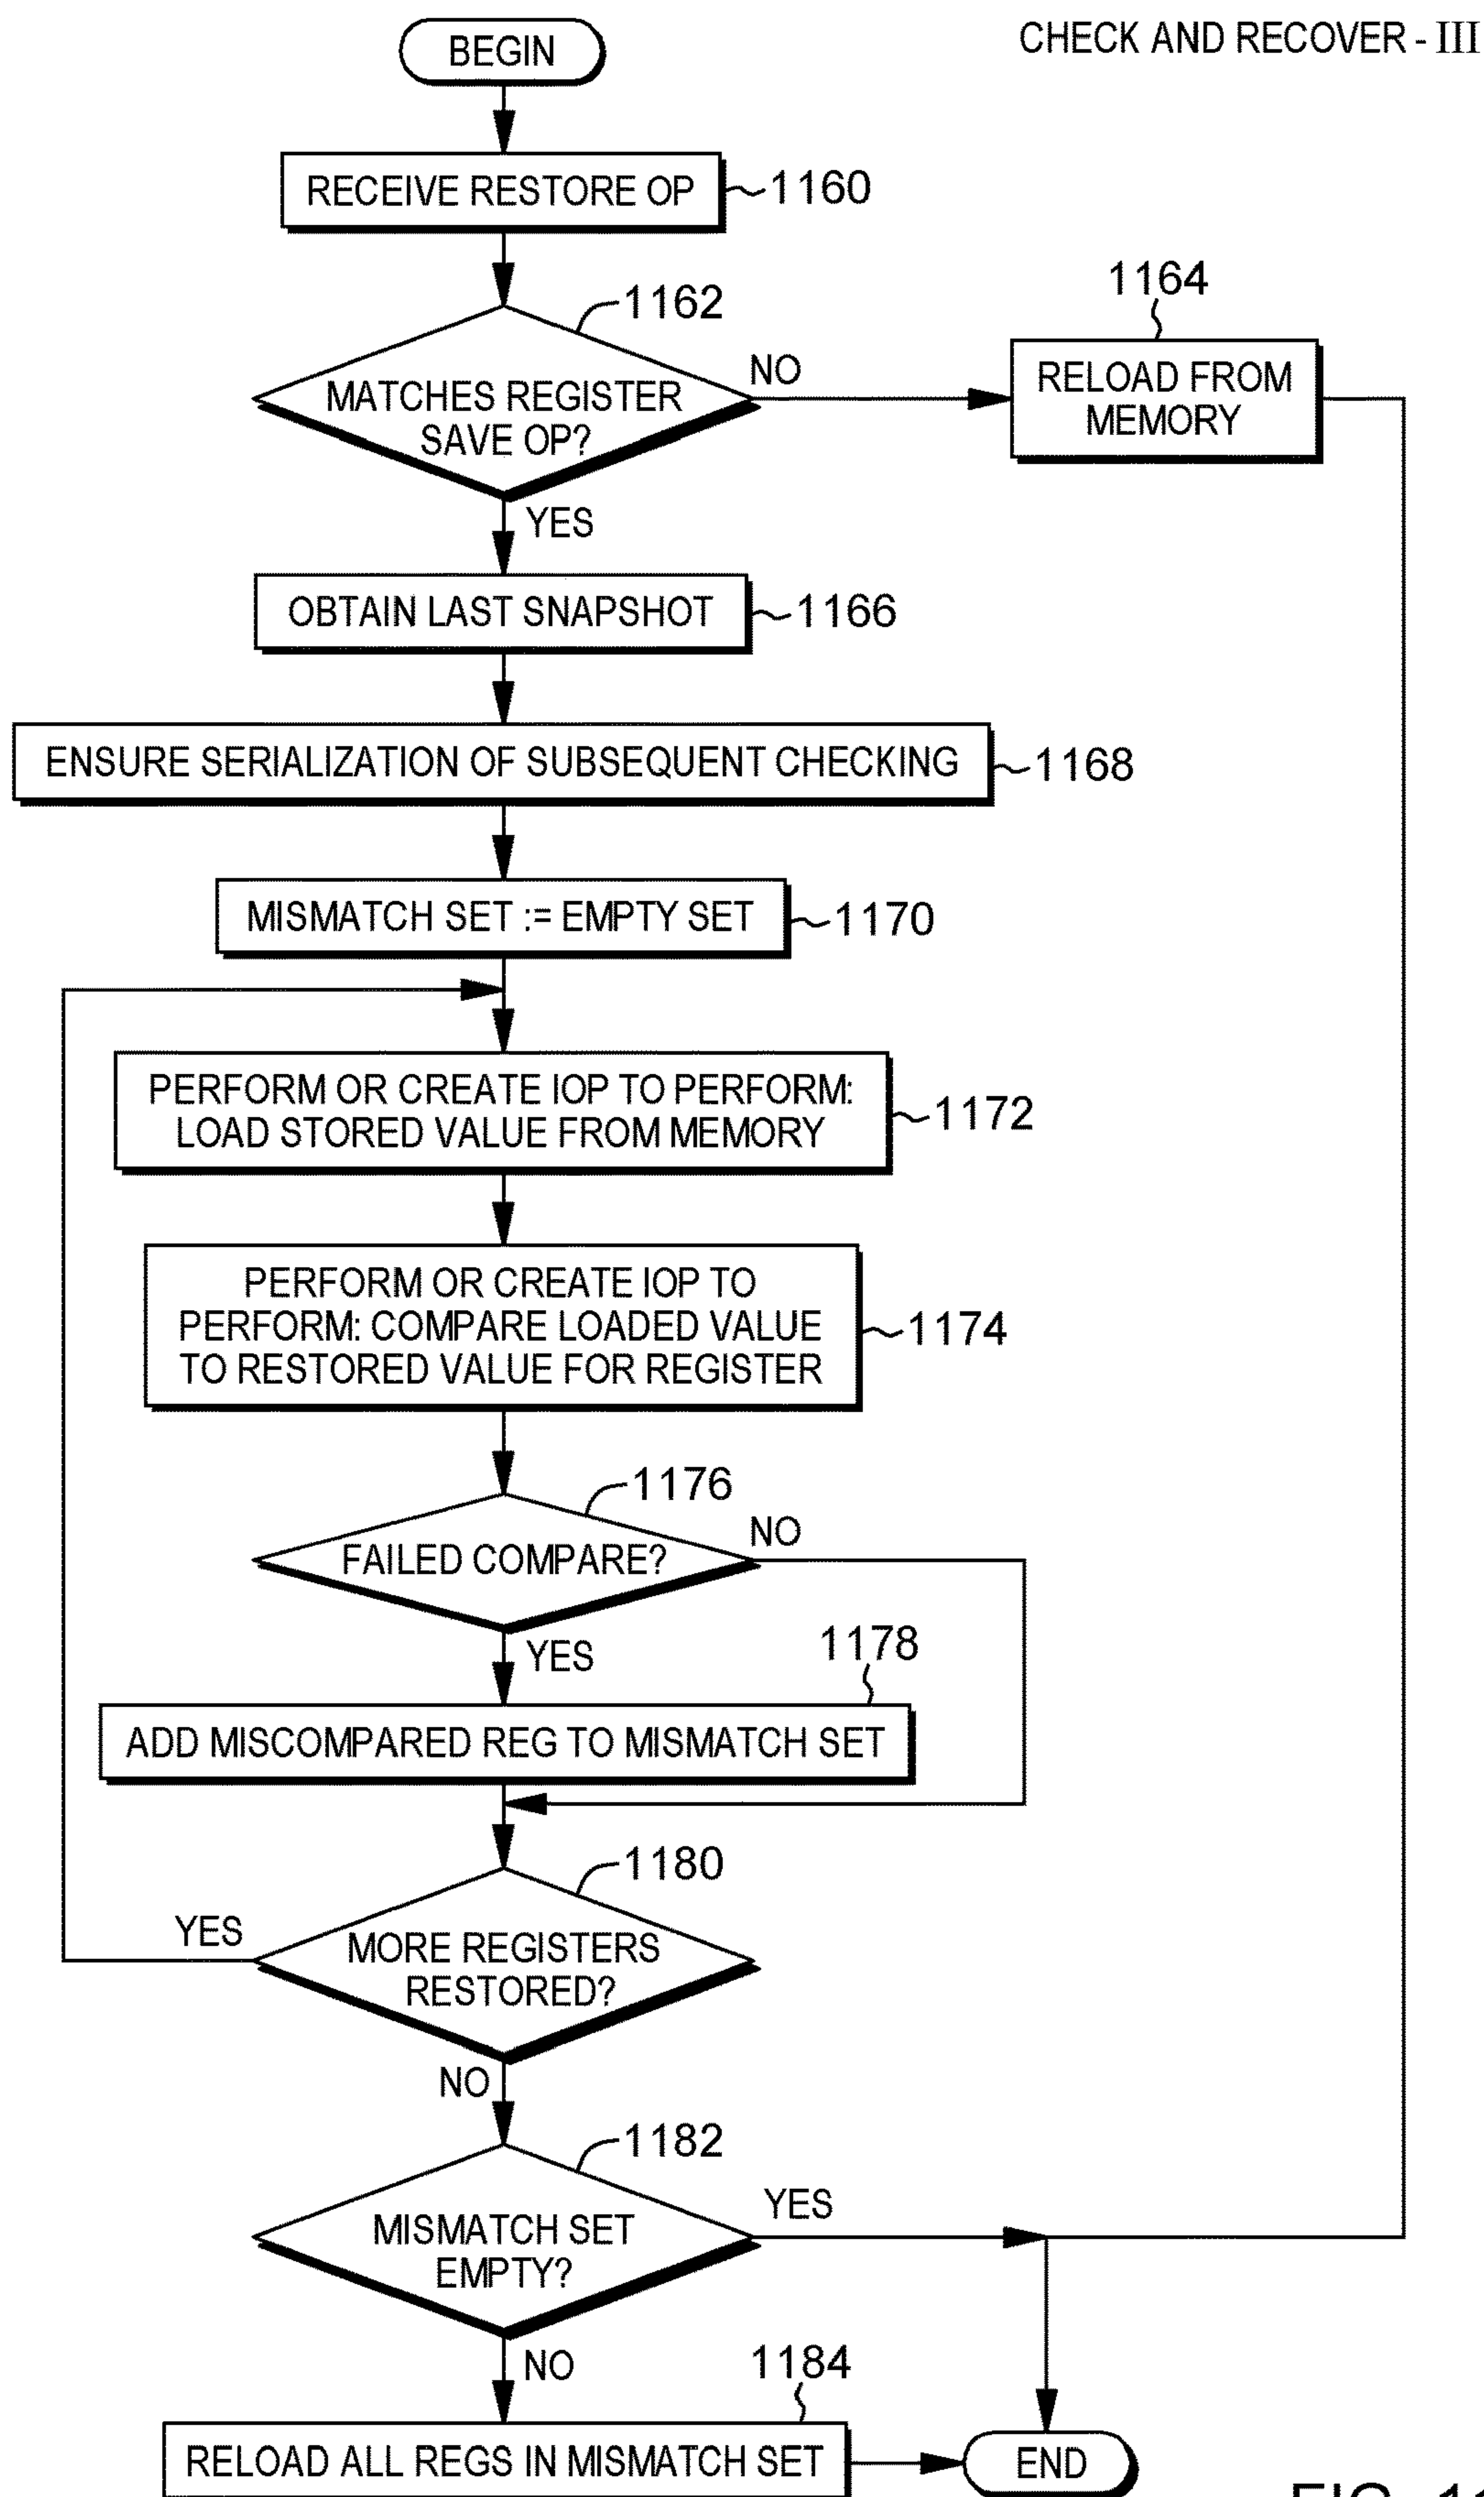 CHECK AND RECOVER - III
BEGIN
RECEIVE RESTORE OP
1160
1162
MATCHES REGISTER
SAVE OP?
NO
1164
RELOAD FROM
MEMORY
YES
OBTAIN LAST SNAPSHOT
1166
ENSURE SERIALIZATION OF SUBSEQUENT CHECKING
1168
MISMATCH SET := EMPTY SET
1170
PERFORM OR CREATE IOP TO PERFORM:
LOAD STORED VALUE FROM MEMORY
1172
PERFORM OR CREATE IOP TO
PERFORM: COMPARE LOADED VALUE
TO RESTORED VALUE FOR REGISTER
1174
1176
FAILED COMPARE?
NO
YES
1178
ADD MISCOMPARED REG TO MISMATCH SET
1180
MORE REGISTERS
RESTORED?
YES
NO
1182
MISMATCH SET
EMPTY?
YES
NO
1184
RELOAD ALL REGS IN MISMATCH SET
END